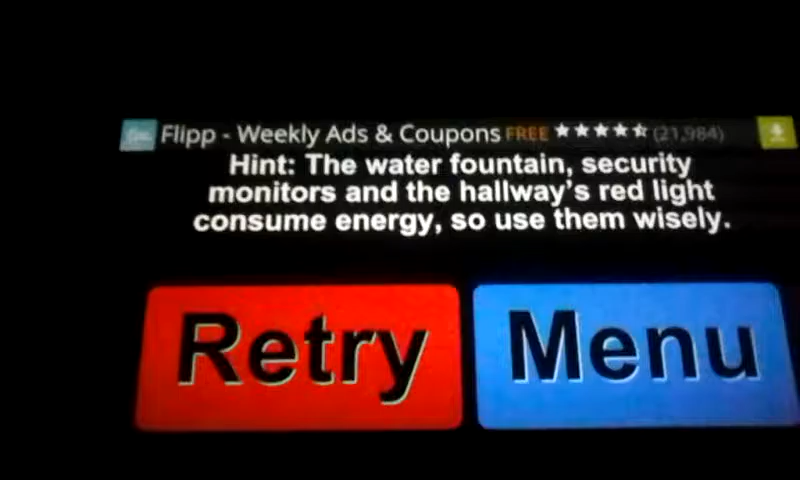 Flipp - Weekly Ads & Coupons FREE (21,984)
Hint: The water fountain, security
monitors and the hallway's red light
consume energy, so use them wisely.
Retry Menu